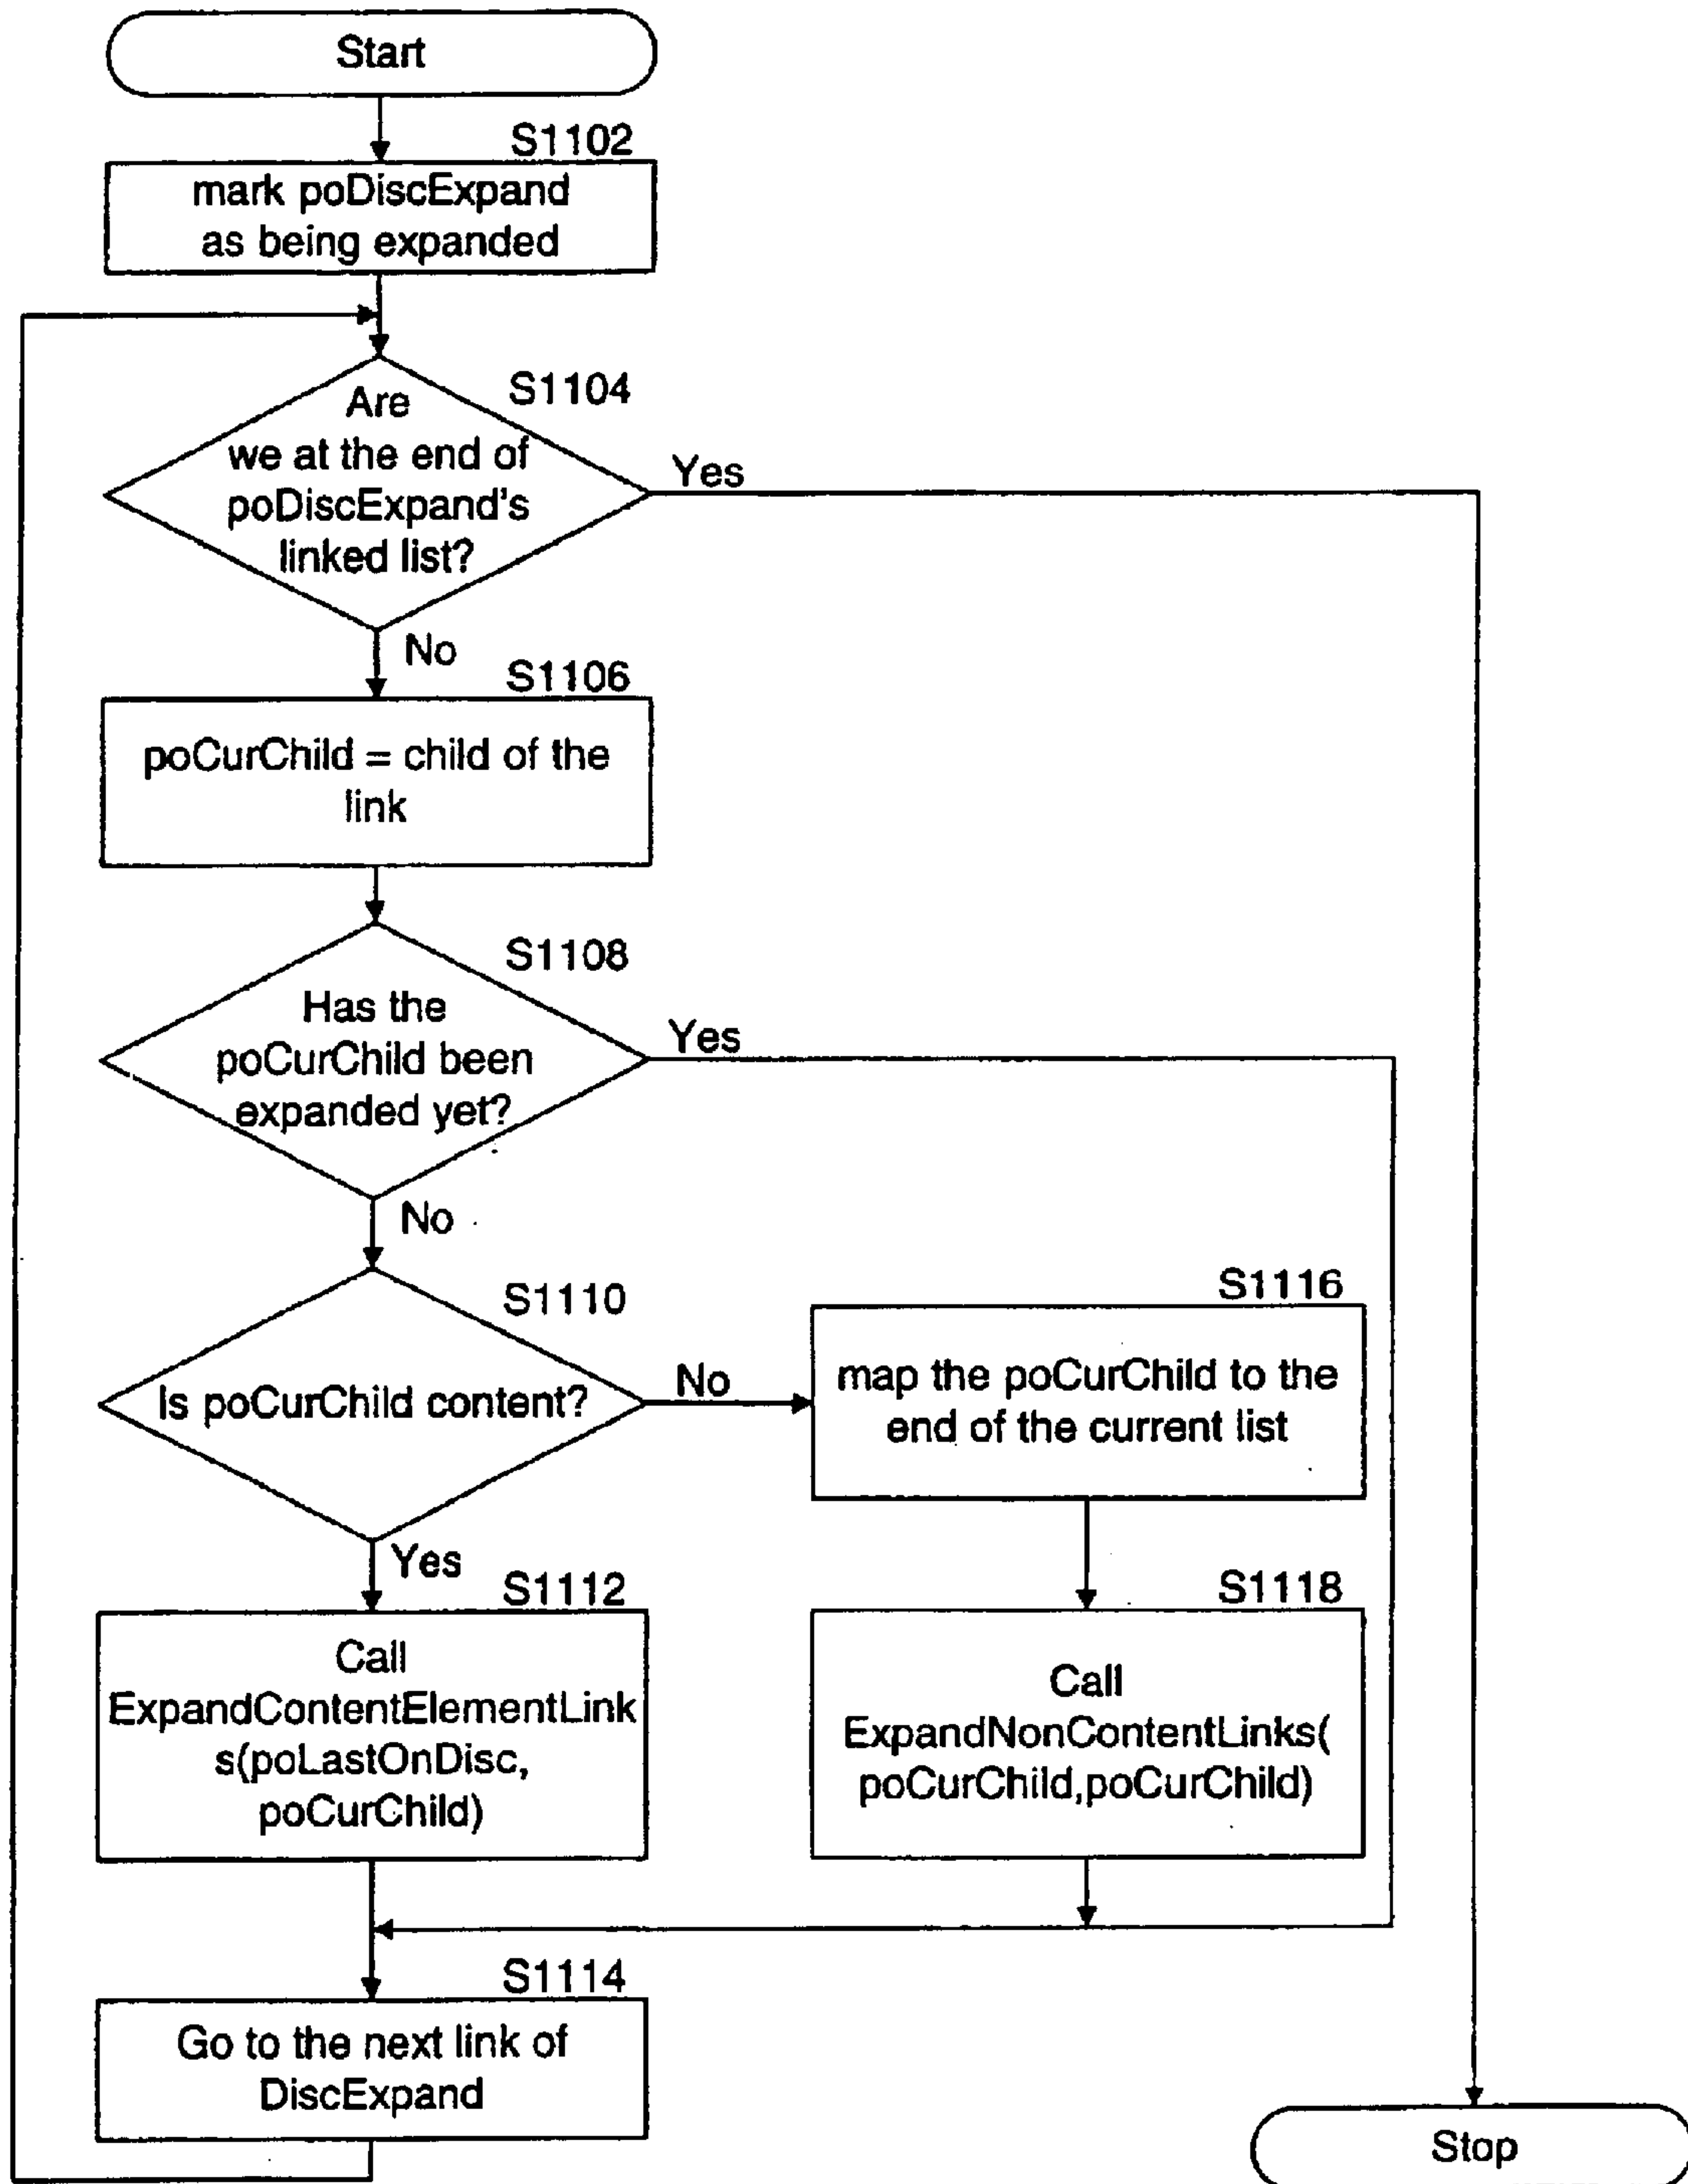 Start
S1102
mark poDiscExpand
as being expanded
S1104
Are
we at the end of
poDiscExpand's
linked list?
Yes
No
S1106
poCurChild = child of the
link
S1108
Has the
poCurChild been
expanded yet?
Yes
No
S1110
Is poCurChild content?
No
S1116
map the poCurChild to the
end of the current list
Yes
S1112
Call
ExpandContentElementLink
s(poLastOnDisc,
poCurChild)
S1118
Call
ExpandNonContentLinks(
poCurChild,poCurChild)
S1114
Go to the next link of
DiscExpand
Stop